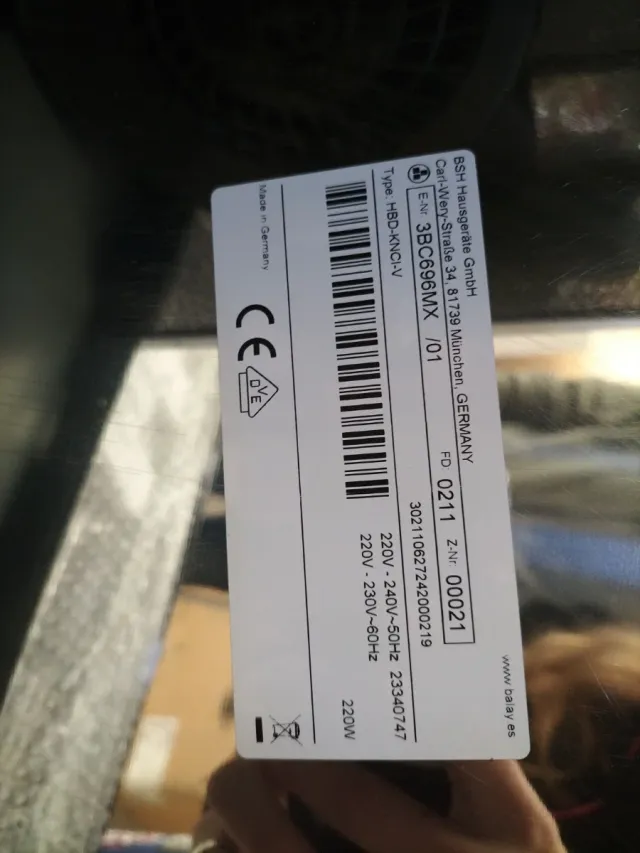 BSH Hausgeräte GmbH
www.balay.es
Carl-Wery-Straße 34, 81739 München, GERMANY
E-Nr. 3BC696MX /01 FD 0211 Z-Nr. 00021
302110627242000219
Type: HBD-KNCI-V
220V - 240V~50Hz 23340747
220V - 230V~60Hz
220W
Made in Germany
CE
DVE